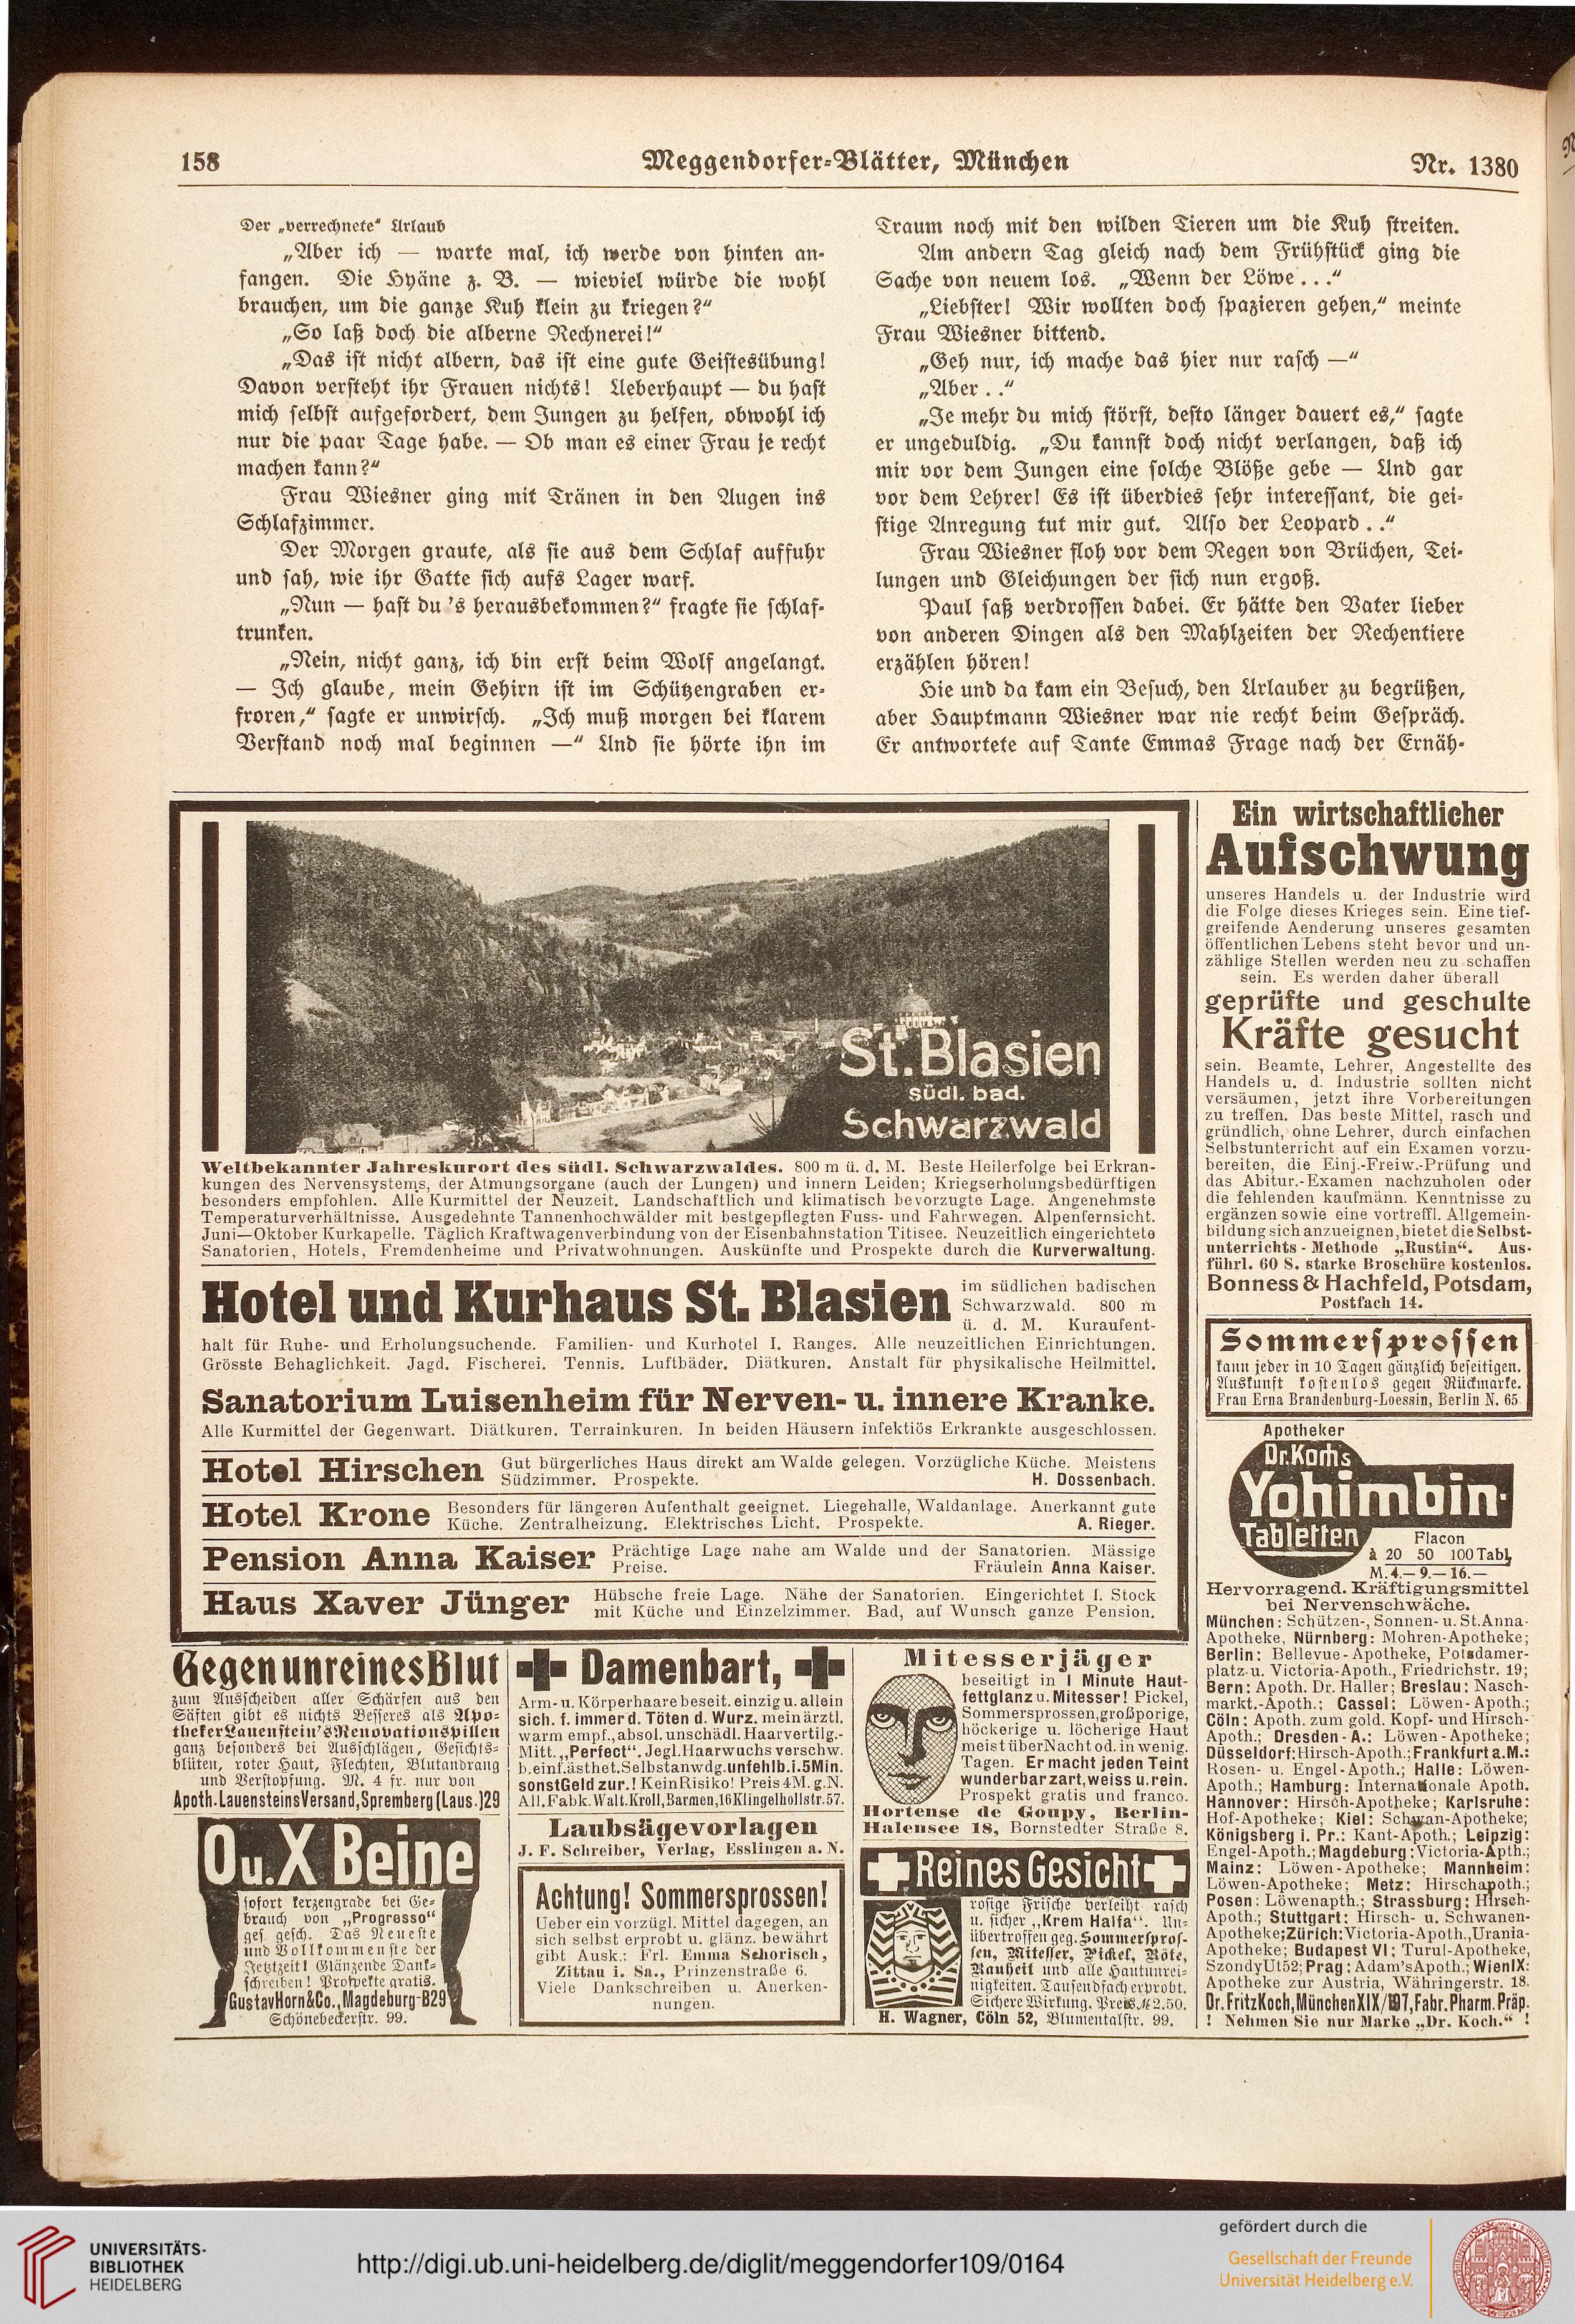 158
Meggendorfer-Blätter, München
Nr. 1380
Der „verrechnete“ Urlaub
„Aber ich — warte mal, ich werde von hinten an-
fangen. Die Hyäne z. B. — wieviel würde die wohl
brauchen, um die ganze Kuh klein zu kriegen?“
„So laß doch die alberne Rechnerei!“
„Das ist nicht albern, das ist eine gute Geistesübung!
Davon versteht ihr Frauen nichts! Ueberhaupt — du hast
mich selbst aufgefordert, dem Jungen zu helfen, obwohl ich
nur die paar Tage habe. — Ob man es einer Frau je recht
machen kann?“
Frau Wiesner ging mit Tränen in den Augen ins
Schlafzimmer.
Der Morgen graute, als sie aus dem Schlaf auffuhr
und sah, wie ihr Gatte sich aufs Lager warf.
„Nun — hast du 's herausbekommen?“ fragte sie schlaf-
trunken.
„Nein, nicht ganz, ich bin erst beim Wolf angelangt.
— Ich glaube, mein Gehirn ist im Schützengraben er-
froren,“ sagte er unwirsch. „Ich muß morgen bei klarem
Verstand noch mal beginnen —“ Und sie hörte ihn im
Traum noch mit den wilden Tieren um die Kuh streiten.
Am andern Tag gleich nach dem Frühstück ging die
Sache von neuem los. „Wenn der Löwe . . .“
„Liebster! Wir wollten doch spazieren gehen,“ meinte
Frau Wiesner bittend.
„Geh nur, ich mache das hier nur rasch —“
„Aber . .“
„Je mehr du mich störst, desto länger dauert es,“ sagte
er ungeduldig. „Du kannst doch nicht verlangen, daß ich
mir vor dem Jungen eine solche Blöße gebe — Und gar
vor dem Lehrer! Es ist überdies sehr interessant, die gei-
stige Anregung tut mir gut. Also der Leopard . .“
Frau Wiesner floh vor dem Regen von Brüchen, Tei-
lungen und Gleichungen der sich nun ergoß.
Paul saß verdrossen dabei. Er hätte den Vater lieber
von anderen Dingen als den Mahlzeiten der Rechentiere
erzählen hören!
Hie und da kam ein Besuch, den Urlauber zu begrüßen,
aber Hauptmann Wiesner war nie recht beim Gespräch.
Er antwortete auf Tante Emmas Frage nach der Ernäh-
St. Blasien
südl. bad.
Schwarzwald
Weltbekannter Jahreskurort des südl. Schwarzwaldes. 800 m ü. d. M. Beste Heilerfolge bei Erkran-
kungen des Nervensystems, der Atmungsorgane (auch der Lungen) und innern Leiden; Kriegserholungsbedürftigen
besonders empfohlen. Alle Kurmittel der Neuzeit. Landschaftlich und klimatisch bevorzugte Lage. Angenehmste
Temperaturverhältnisse. Ausgedehnte Tannenhochwälder mit bestgepflegten Fuss- und Fahrwegen. Alpenfernsicht.
Juni—Oktober Kurkapelle. Täglich Kraftwagenverbindung von der Eisenbahnstation Titisee. Neuzeitlich eingerichtete
Sanatorien, Hotels, Fremdenheime und Privatwohnungen. Auskünfte und Prospekte durch die Kurverwaltung.
Hotel und Kurhaus St. Blasien
im südlichen badischen
Schwarzwald. 800 m
ü. d. M. Kuraufent-
halt für Ruhe- und Erholungsuchende. Familien- und Kurhotel I. Ranges. Alle neuzeitlichen Einrichtungen.
Grösste Behaglichkeit. Jagd. Fischerei. Tennis. Luftbäder. Diätkuren. Anstalt für physikalische Heilmittel.
Sanatorium Luisenheim für Nerven- u. innere Kranke.
Alle Kurmittel der Gegenwart. Diätkuren. Terrainkuren. In beiden Häusern infektiös Erkrankte ausgeschlossen.
Hotel Hirschen
Gut bürgerliches Haus direkt am Walde gelegen. Vorzügliche Küche. Meistens
Südzimmer. Prospekte. H. Dossenbach.
Hotel Krone
Besonders für längeren Aufenthalt geeignet. Liegehalle, Waldanlage. Anerkannt gute
Küche. Zentralheizung. Elektrisches Licht. Prospekte. A. Rieger.
Pension Anna Kaiser
Prächtige Lage nahe am Walde und der Sanatorien. Mässige
Preise. Fräulein Anna Kaiser.
Haus Xaver Jünger
Hübsche freie Lage. Nähe der Sanatorien. Eingerichtet I. Stock
mit Küche und Einzelzimmer. Bad, auf Wunsch ganze Pension.
Gegen unreines Blut
zum Ausscheiden aller Schärfen aus den
Säften gibt es nichts Besseres als Apo-
theker Lauenstein's Renovationspillen
ganz besonders bei Ausschlägen, Gesichts-
blüten, roter Haut, Flechten, Blutandrang
und Verstopfung. M. 4 fr. nur von
Apoth. Lauensteins Versand, Spremberg (Laus.) 29
O u. X Beine
sofort kerzengrade bei Ge-
brauch von „Progresso“
ges. gesch. Das Neueste
und Vollkommenste der
Jetztzeit! Glänzende Dank-
schreiben! Prospekte gratis.
Gustav Horn & Co., Magdeburg-B 29
Schönebeckerstr. 99.
Damenbart,
Arm- u. Körperhaare beseit. einzig u. allein
sich. f. immer d. Töten d. Wurz. mein ärztl.
warm empf., absol. unschädl. Haarvertilg.-
Mitt. „Perfect“. Jegl. Haarwuchs verschw.
b. einf. ästhet. Selbstanwdg. unfehlb. i. 5 Min.
sonst Geld zur.! Kein Risiko! Preis 4 M. g. N.
All. Fabk. Walt. Kroll, Barmen, 16 Klingelhollstr. 57.
Laubsägevorlagen
J. F. Schreiber, Verlag, Esslingen a. N.
Achtung! Sommersprossen!
Ueber ein vorzügl. Mittel dagegen, an
sich selbst erprobt u. glänz. bewährt
gibt Ausk.: Frl. Emma Schorisch,
Zittau i. Sa., Prinzenstraße 6.
Viele Dankschreiben u. Anerken-
nungen.
Mitesserjäger
beseitigt in 1 Minute Haut-
fettglanz u. Mitesser! Pickel,
Sommersprossen, großporige,
höckerige u. löcherige Haut
meist über Nacht od. in wenig.
Tagen. Er macht jeden Teint
wunderbar zart, weiss u. rein.
Prospekt gratis und franco.
Hortense de Goupy, Berlin-
Halensee 18, Bornstedter Straße 8.
Reines Gesicht
rosige Frische verleiht rasch
u. sicher „Krem Halfa“. Un-
übertroffen geg. Sommerspros-
sen, Mitesser, Pickel, Röte,
Rauheit und alle Hautunrei-
nigkeiten. Tausendfach erprobt.
Sichere Wirkung. Preis M 2.50.
H. Wagner, Cöln 52, Blumentalstr. 99.
Ein wirtschaftlicher
Aufschwung
unseres Handels u. der Industrie wird
die Folge dieses Krieges sein. Eine tief-
greifende Aenderung unseres gesamten
öffentlichen Lebens steht bevor und un-
zählige Stellen werden neu zu schaffen
sein. Es werden daher überall
geprüfte und geschulte
Kräfte gesucht
sein. Beamte, Lehrer, Angestellte des
Handels u. d. Industrie sollten nicht
versäumen, jetzt ihre Vorbereitungen
zu treffen. Das beste Mittel, rasch und
gründlich, ohne Lehrer, durch einfachen
Selbstunterricht auf ein Examen vorzu-
bereiten, die Einj.-Freiw.-Prüfung und
das Abitur.-Examen nachzuholen oder
die fehlenden kaufmänn. Kenntnisse zu
ergänzen sowie eine vortreffl. Allgemein-
bildung sich anzueignen, bietet die Selbst-
unterrichts-Methode „Rustin“. Aus-
führl. 60 S. starke Broschüre kostenlos.
Bonness & Hachfeld, Potsdam,
Postfach 14.
Sommersprossen
kann jeder in 10 Tagen gänzlich beseitigen.
Auskunft kostenlos gegen Rückmarke.
Frau Erna Brandenburg-Loessin, Berlin N. 65
Apotheker
Dr. Kochs
Yohimbin-
Tabletten
Flacon
à 20 50 100 Tabl.
M. 4.— 9.— 16.—
Hervorragend. Kräftigungsmittel
bei Nervenschwäche.
München: Schützen-, Sonnen- u. St. Anna-
Apotheke, Nürnberg: Mohren-Apotheke;
Berlin: Bellevue-Apotheke, Potsdamer-
platz u. Victoria-Apoth., Friedrichstr. 19;
Bern: Apoth. Dr. Haller; Breslau: Nasch-
markt.-Apoth.; Cassel: Löwen-Apoth.;
Cöln: Apoth. zum gold. Kopf- und Hirsch-
Apoth.; Dresden-A.: Löwen-Apotheke;
Düsseldorf: Hirsch-Apoth.; Frankfurt a. M.:
Rosen- u. Engel-Apoth.; Halle: Löwen-
Apoth.; Hamburg: Internationale Apoth.
Hannover: Hirsch-Apotheke; Karlsruhe:
Hof-Apotheke; Kiel: Schwan-Apotheke;
Königsberg i. Pr.: Kant-Apoth.; Leipzig:
Engel-Apoth.; Magdeburg: Victoria-Apth.;
Mainz: Löwen-Apotheke; Mannheim:
Löwen-Apotheke; Metz: Hirschapoth.;
Posen: Löwenapth.; Strassburg: Hirsch-
Apoth.; Stuttgart: Hirsch- u. Schwanen-
Apotheke; Zürich: Victoria-Apoth., Urania-
Apotheke; Budapest VI: Turul-Apotheke,
Szondy Ut 52; Prag: Adam's Apoth.; Wien IX:
Apotheke zur Austria, Währingerstr. 18.
Dr. Fritz Koch, München XIX/197, Fabr. Pharm. Präp.
! Nehmen Sie nur Marke „Dr. Koch.“ !
UNIVERSITÄTS-
BIBLIOTHEK
HEIDELBERG
http://digi.ub.uni-heidelberg.de/diglit/meggendorfer109/0164
gefördert durch die
Gesellschaft der Freunde
Universität Heidelberg e.V.